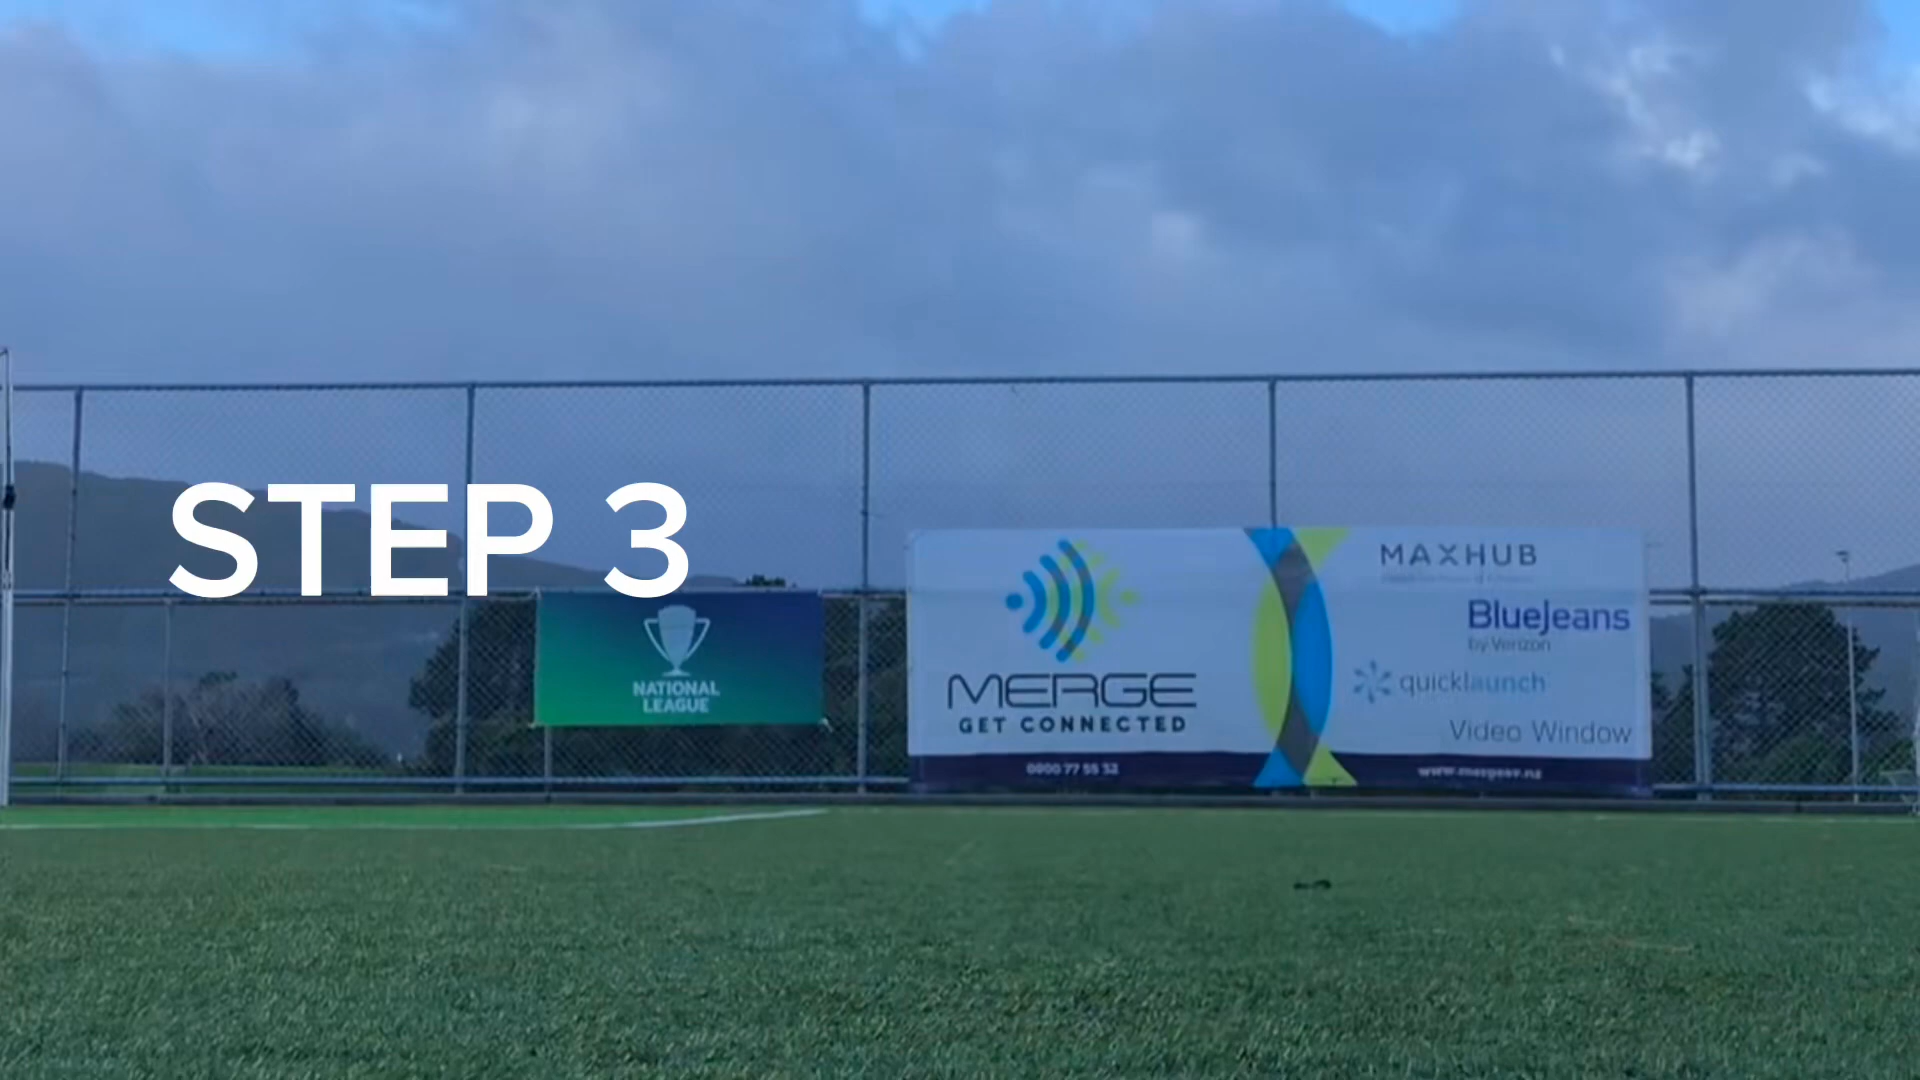 STEP 3
NATIONAL
LEAGUE
MERGE
GET CONNECTED
0800 77 55 32
MAXHUB
BlueJeans
by Verizon
quicklaunch
Video Window